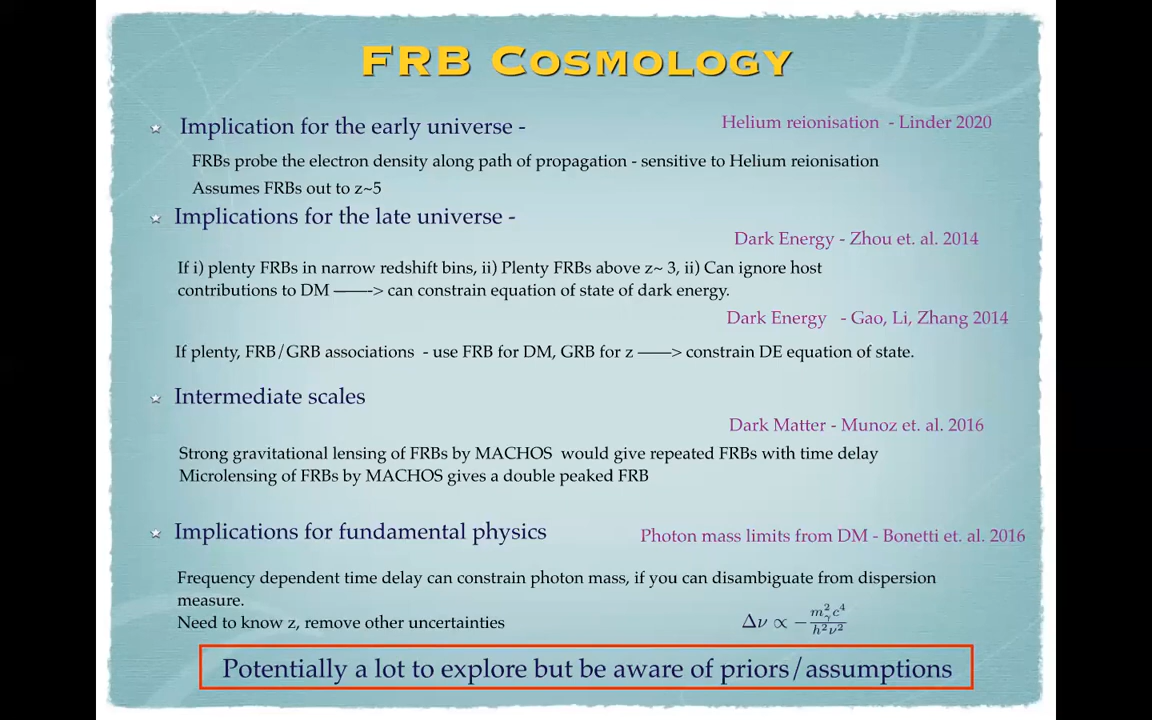 FRB Cosmology
Implication for the early universe -
Helium reionisation - Linder 2020
FRBs probe the electron density along path of propagation - sensitive to Helium reionisation
Assumes FRBs out to z~5
Implications for the late universe -
Dark Energy - Zhou et. al. 2014
If i) plenty FRBs in narrow redshift bins, ii) Plenty FRBs above z~ 3, ii) Can ignore host
contributions to DM ——-> can constrain equation of state of dark energy.
Dark Energy - Gao, Li, Zhang 2014
If plenty, FRB/GRB associations - use FRB for DM, GRB for z ——> constrain DE equation of state.
Intermediate scales
Dark Matter - Munoz et. al. 2016
Strong gravitational lensing of FRBs by MACHOS would give repeated FRBs with time delay
Microlensing of FRBs by MACHOS gives a double peaked FRB
Implications for fundamental physics
Photon mass limits from DM - Bonetti et. al. 2016
Frequency dependent time delay can constrain photon mass, if you can disambiguate from dispersion
measure.
Need to know z, remove other uncertainties
Δν ∝ −m_γ^2 c^4 / h^2 ν^2
Potentially a lot to explore but be aware of priors/assumptions